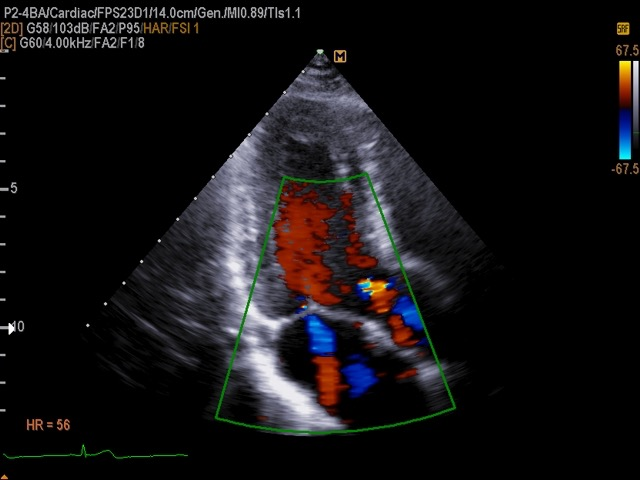 P2-4BA/Cardiac/FPS23D1/14.0cm/Gen./MI0.89/TIs1.1
[2D] G58/103dB/FA2/P95/HAR/FSI 1
[C] G60/4.00kHz/FA2/F1/8
SRF
M
67.5
-67.5
5
10
HR = 56